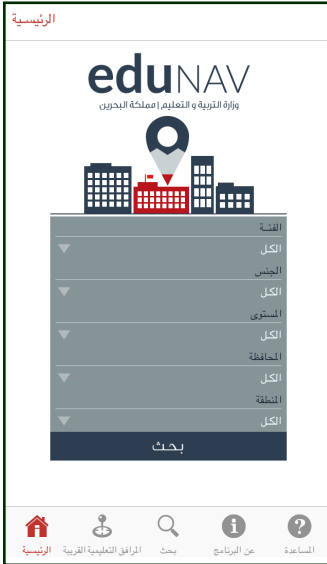 الرئيسية
eduNAV
وزارة التربية و التعليم | مملكة البحرين
الفئة
الكل
الجنس
الكل
المستوى
الكل
المحافظة
الكل
المنطقة
الكل
بحث
المساعدة
عن البرنامج
بحث
المرافق التعليمية القريبة
الرئيسية